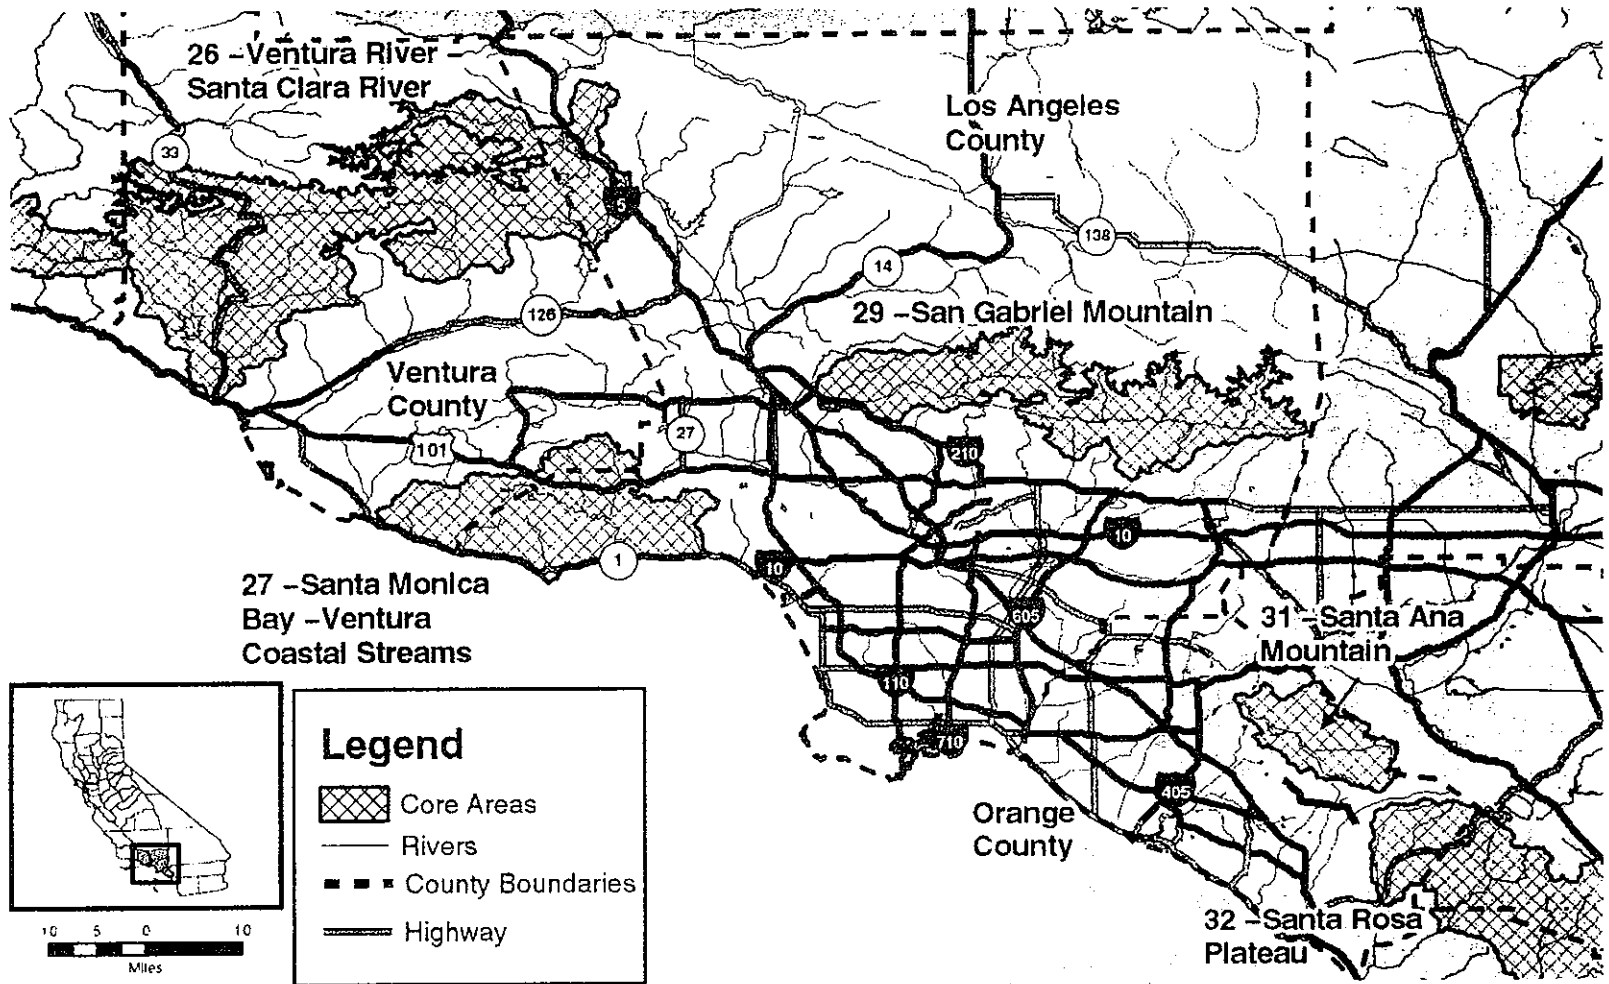 26 –Ventura River –
Santa Clara River
Los Angeles
County
33
5
138
14
126
29 –San Gabriel Mountain
Ventura
County
27
101
210
10
1
10
27 –Santa Monica
Bay –Ventura
Coastal Streams
605
31 –Santa Ana
Mountain
110
710
405
Orange
County
32 –Santa Rosa
Plateau
Legend
Core Areas
Rivers
County Boundaries
Highway
10 5 0 10
Miles